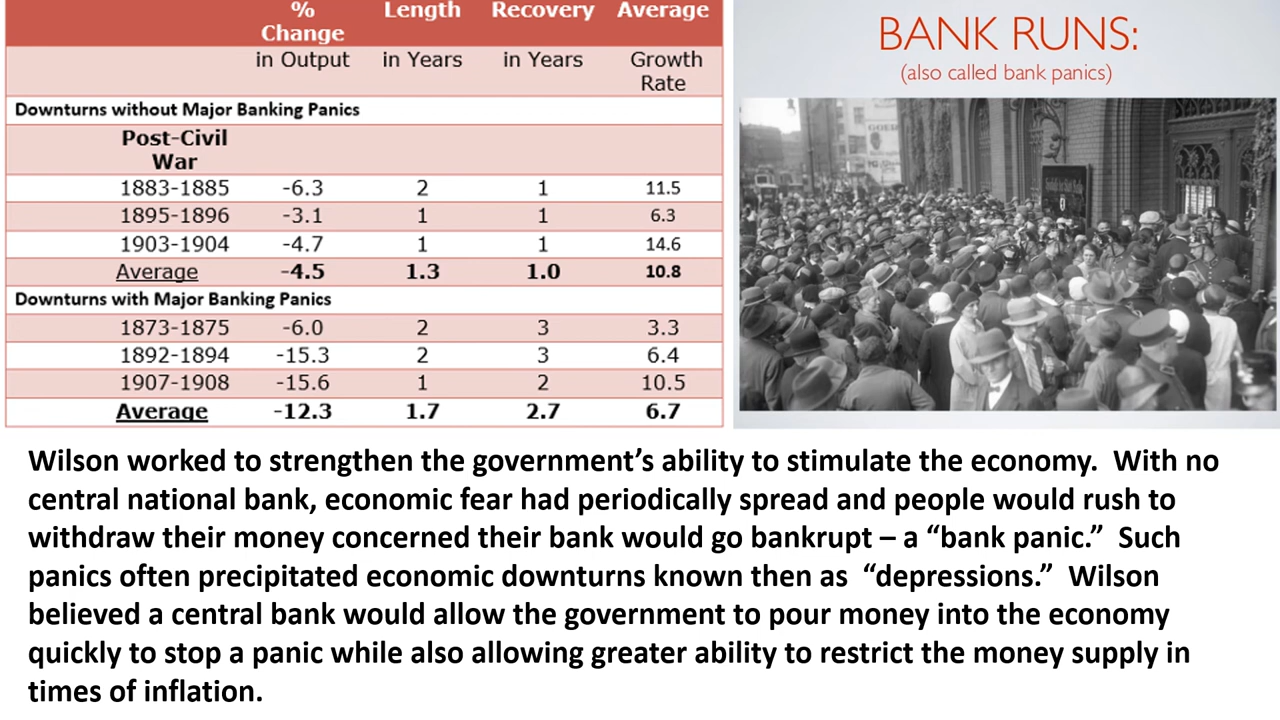 % Change Length Recovery Average
in Output in Years in Years Growth Rate
Downturns without Major Banking Panics
Post-Civil War
1883-1885 -6.3 2 1 11.5
1895-1896 -3.1 1 1 6.3
1903-1904 -4.7 1 1 14.6
Average -4.5 1.3 1.0 10.8
Downturns with Major Banking Panics
1873-1875 -6.0 2 3 3.3
1892-1894 -15.3 2 3 6.4
1907-1908 -15.6 1 2 10.5
Average -12.3 1.7 2.7 6.7
BANK RUNS:
(also called bank panics)
Wilson worked to strengthen the government’s ability to stimulate the economy.  With no
central national bank, economic fear had periodically spread and people would rush to
withdraw their money concerned their bank would go bankrupt – a “bank panic.”  Such
panics often precipitated economic downturns known then as  “depressions.”  Wilson
believed a central bank would allow the government to pour money into the economy
quickly to stop a panic while also allowing greater ability to restrict the money supply in
times of inflation.